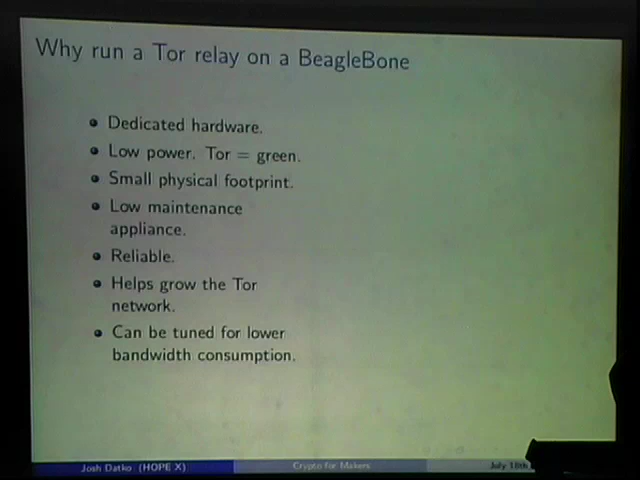 Why run a Tor relay on a BeagleBone
Dedicated hardware.
Low power. Tor = green.
Small physical footprint.
Low maintenance
appliance.
Reliable.
Helps grow the Tor
network.
Can be tuned for lower
bandwidth consumption.
Josh Datko (HOPE X)
Crypto for Makers
July 18th